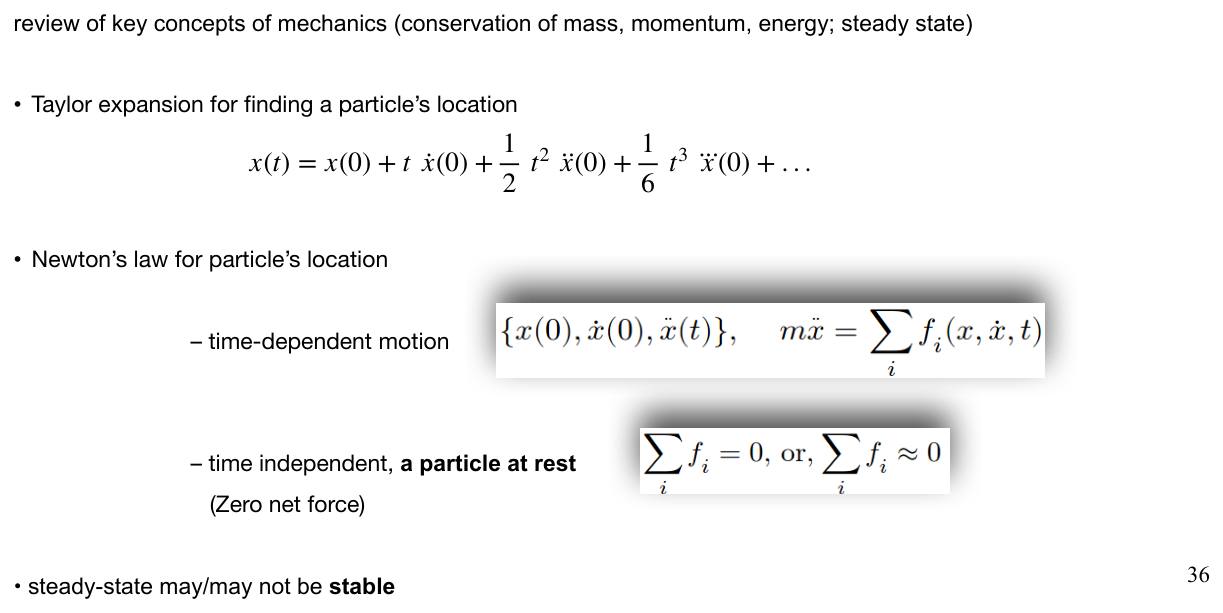 review of key concepts of mechanics (conservation of mass, momentum, energy; steady state)
• Taylor expansion for finding a particle’s location
x(t) = x(0) + t ẋ(0) + 1/2 t² ẍ(0) + 1/6 t³ x⃛(0) + . . .
• Newton’s law for particle’s location
– time-dependent motion {x(0), ẋ(0), ẍ(t)}, mẍ = ∑ᵢ fᵢ(x, ẋ, t)
– time independent, a particle at rest ∑ᵢ fᵢ = 0, or, ∑ᵢ fᵢ ≈ 0
(Zero net force)
• steady-state may/may not be stable
36